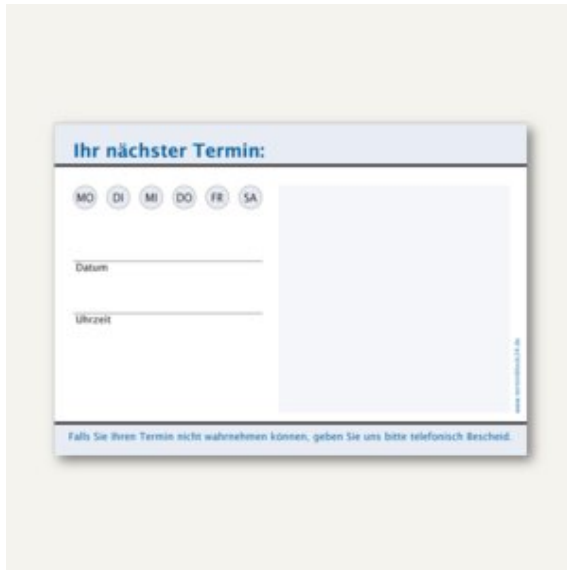 Ihr nächster Termin:
MO DI MI DO FR SA
Datum
Uhrzeit
Falls Sie Ihren Termin nicht wahrnehmen können, geben Sie uns bitte telefonisch Bescheid.